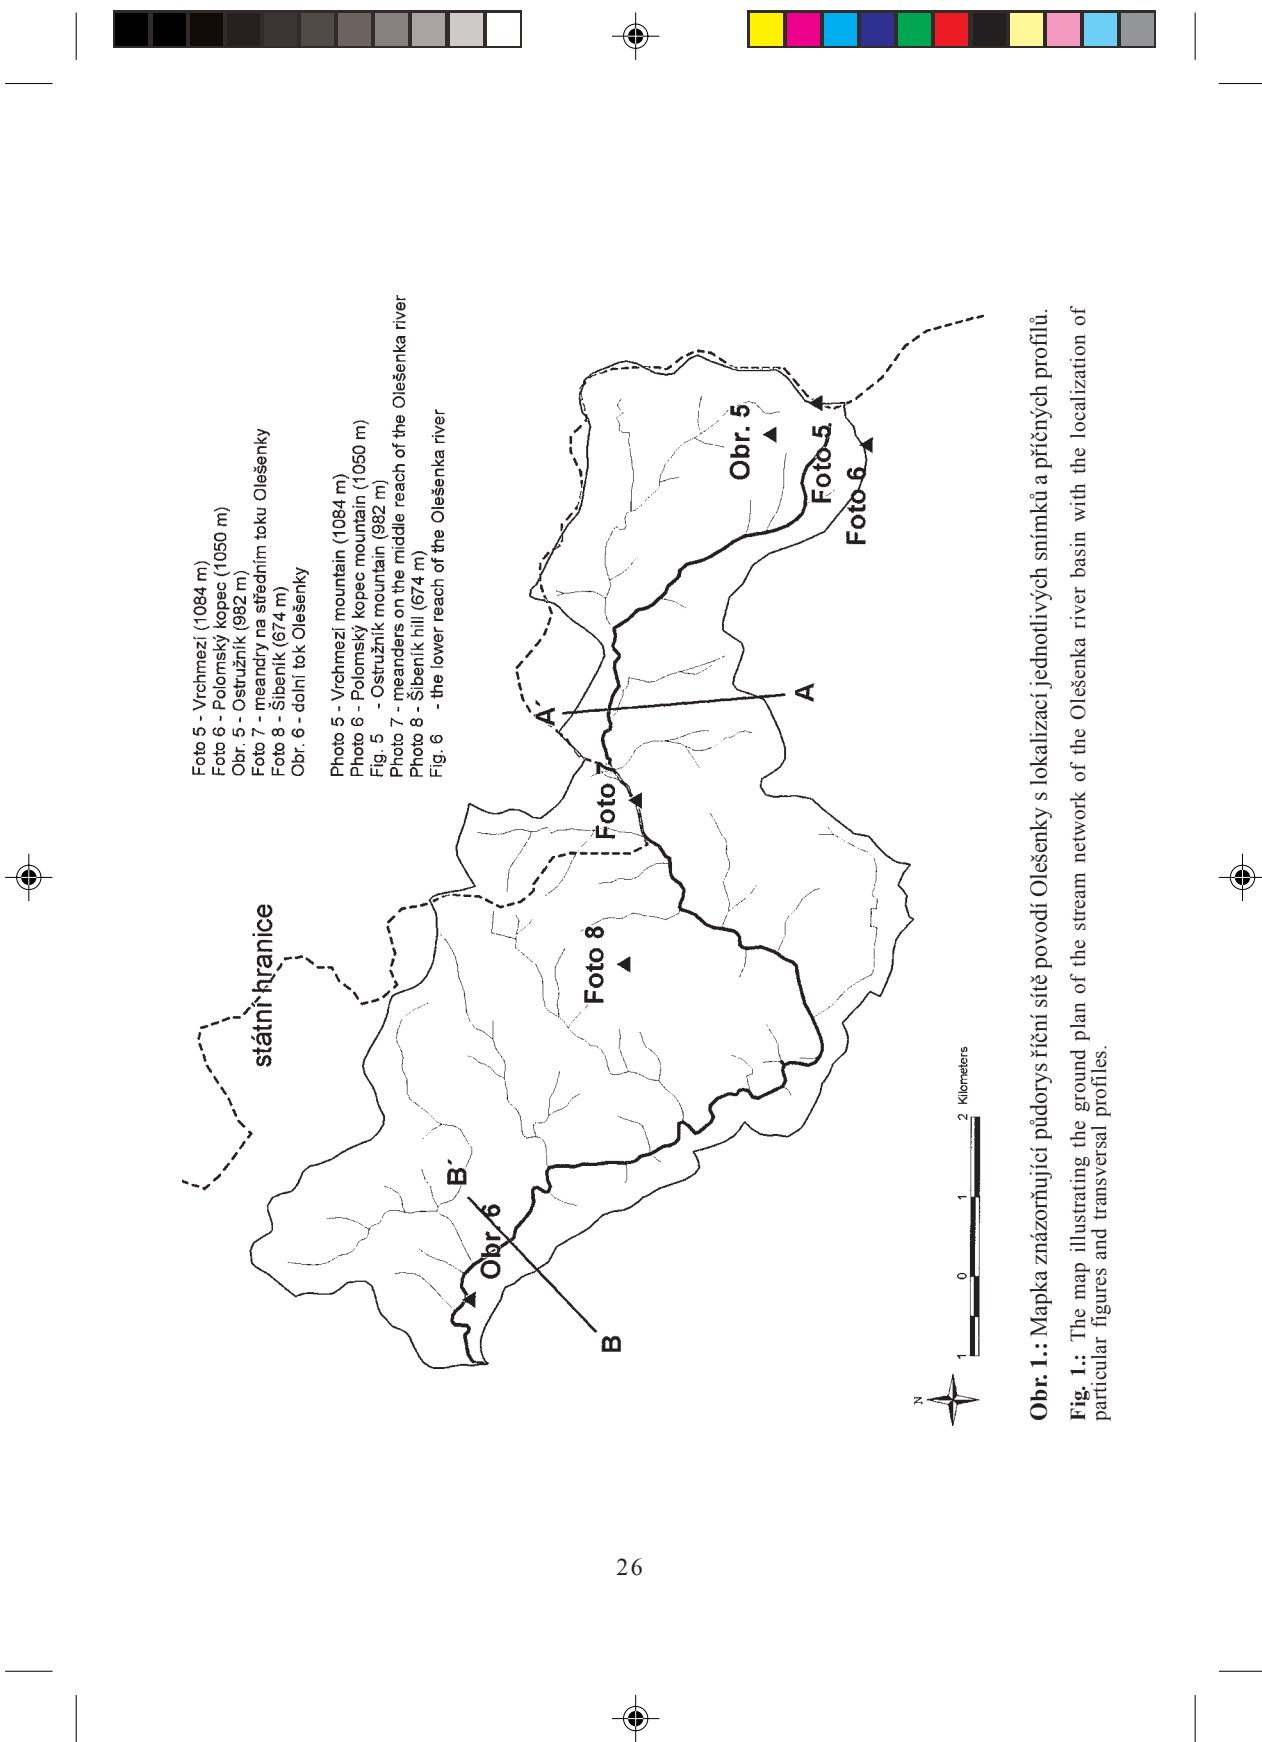 Foto 5 - Vrchmezí (1084 m)
Foto 6 - Polomský kopec (1050 m)
Obr. 5 - Ostružník (982 m)
Foto 7 - meandry na středním toku Olešenky
Foto 8 - Šibeník (674 m)
Obr. 6 - dolní tok Olešenky
Photo 5 - Vrchmezí mountain (1084 m)
Photo 6 - Polomský kopec mountain (1050 m)
Fig. 5 - Ostružník mountain (982 m)
Photo 7 - meanders on the middle reach of the Olešenka river
Photo 8 - Šibeník hill (674 m)
Fig. 6 - the lower reach of the Olešenka river
státní hranice
B´
Obr. 6
B
Foto 8
Foto 7
A´
A
Obr. 5
Foto 5
Foto 6
N
1 0 1 2 Kilometers
Obr. 1.: Mapka znázorňující půdorys říční sítě povodí Olešenky s lokalizací jednotlivých snímků a příčných profilů.
Fig. 1.: The map illustrating the ground plan of the stream network of the Olešenka river basin with the localization of
particular figures and transversal profiles.
26